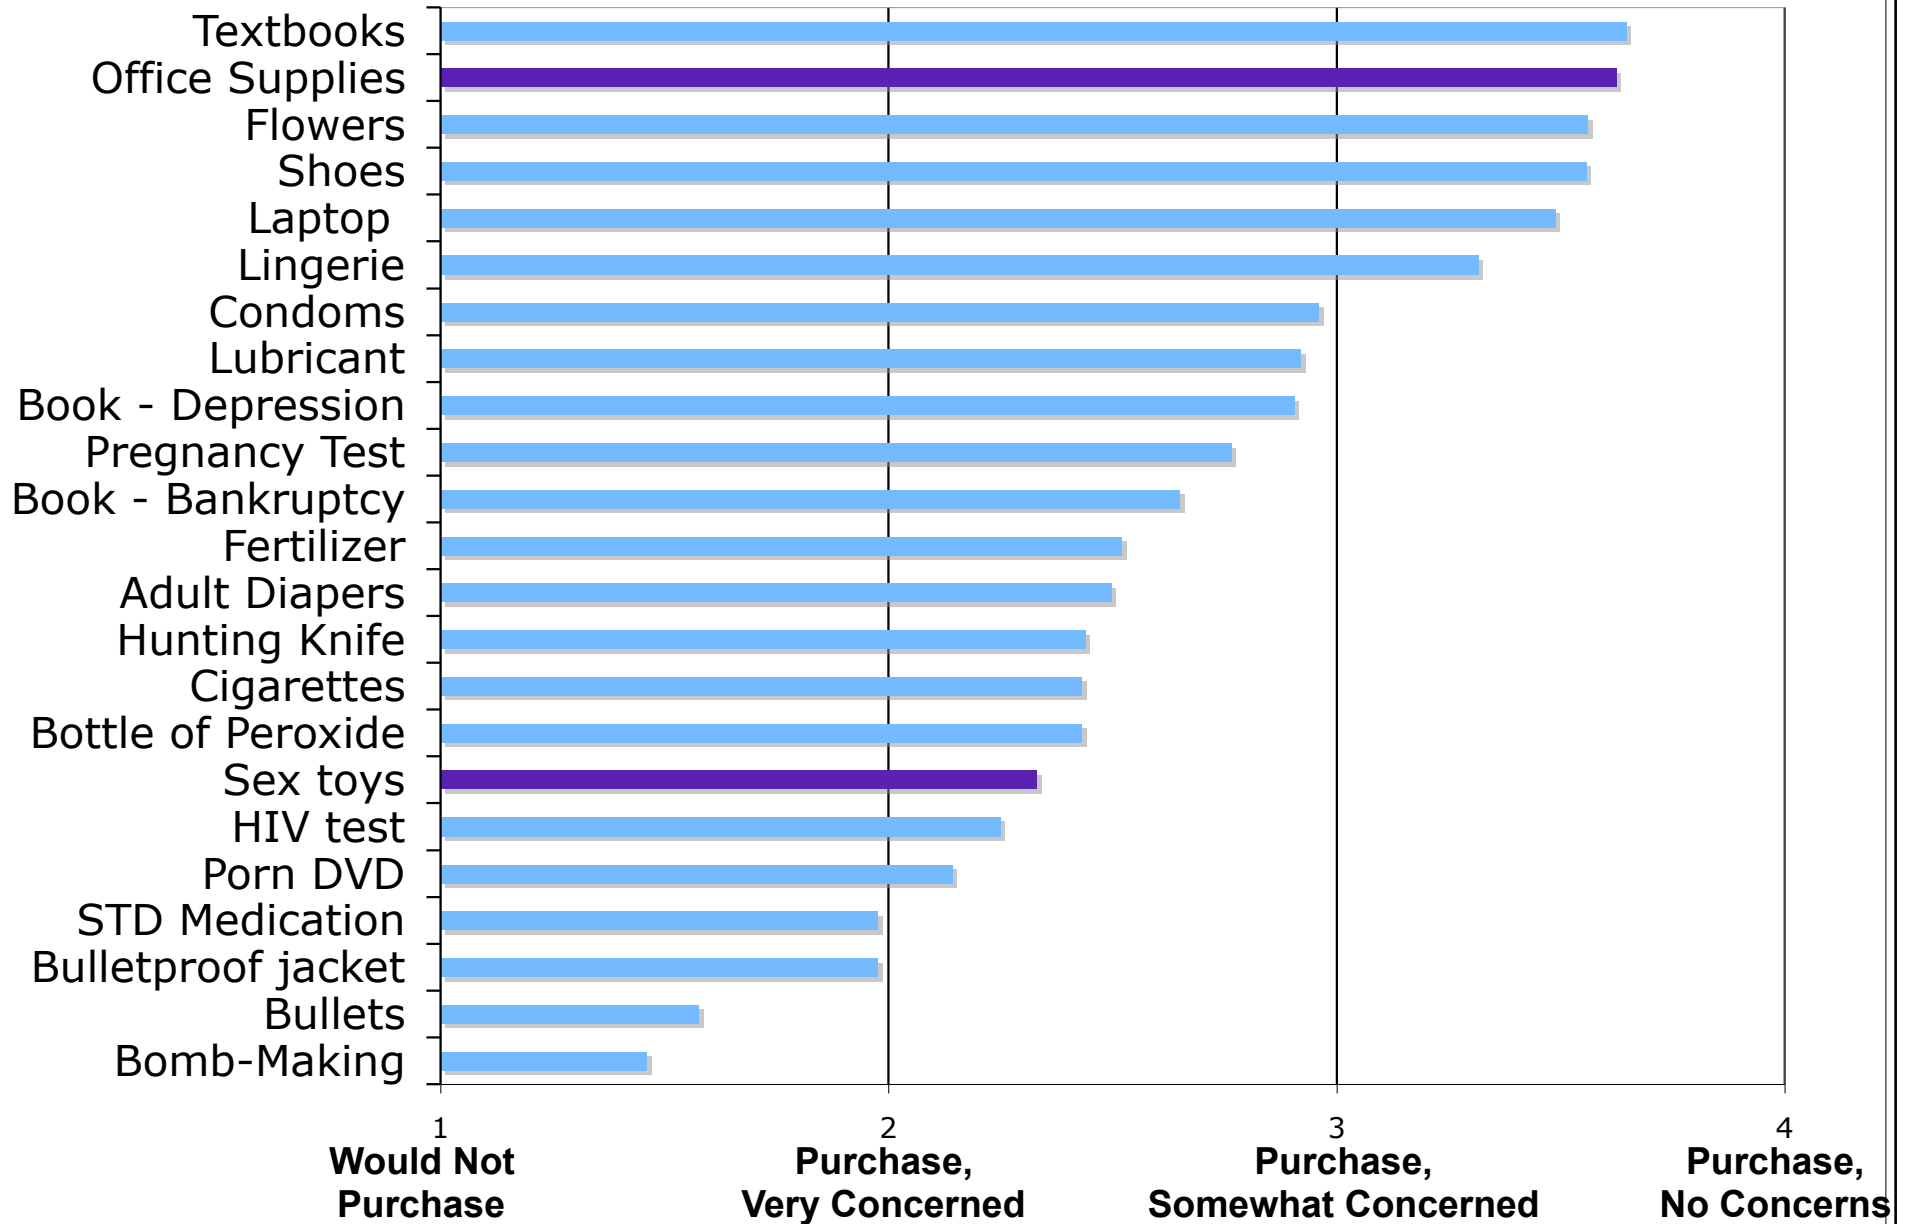 Textbooks
Office Supplies
Flowers
Shoes
Laptop
Lingerie
Condoms
Lubricant
Book - Depression
Pregnancy Test
Book - Bankruptcy
Fertilizer
Adult Diapers
Hunting Knife
Cigarettes
Bottle of Peroxide
Sex toys
HIV test
Porn DVD
STD Medication
Bulletproof jacket
Bullets
Bomb-Making
1 2 3 4
Would Not Purchase, Purchase, Purchase,
Purchase Very Concerned Somewhat Concerned No Concerns